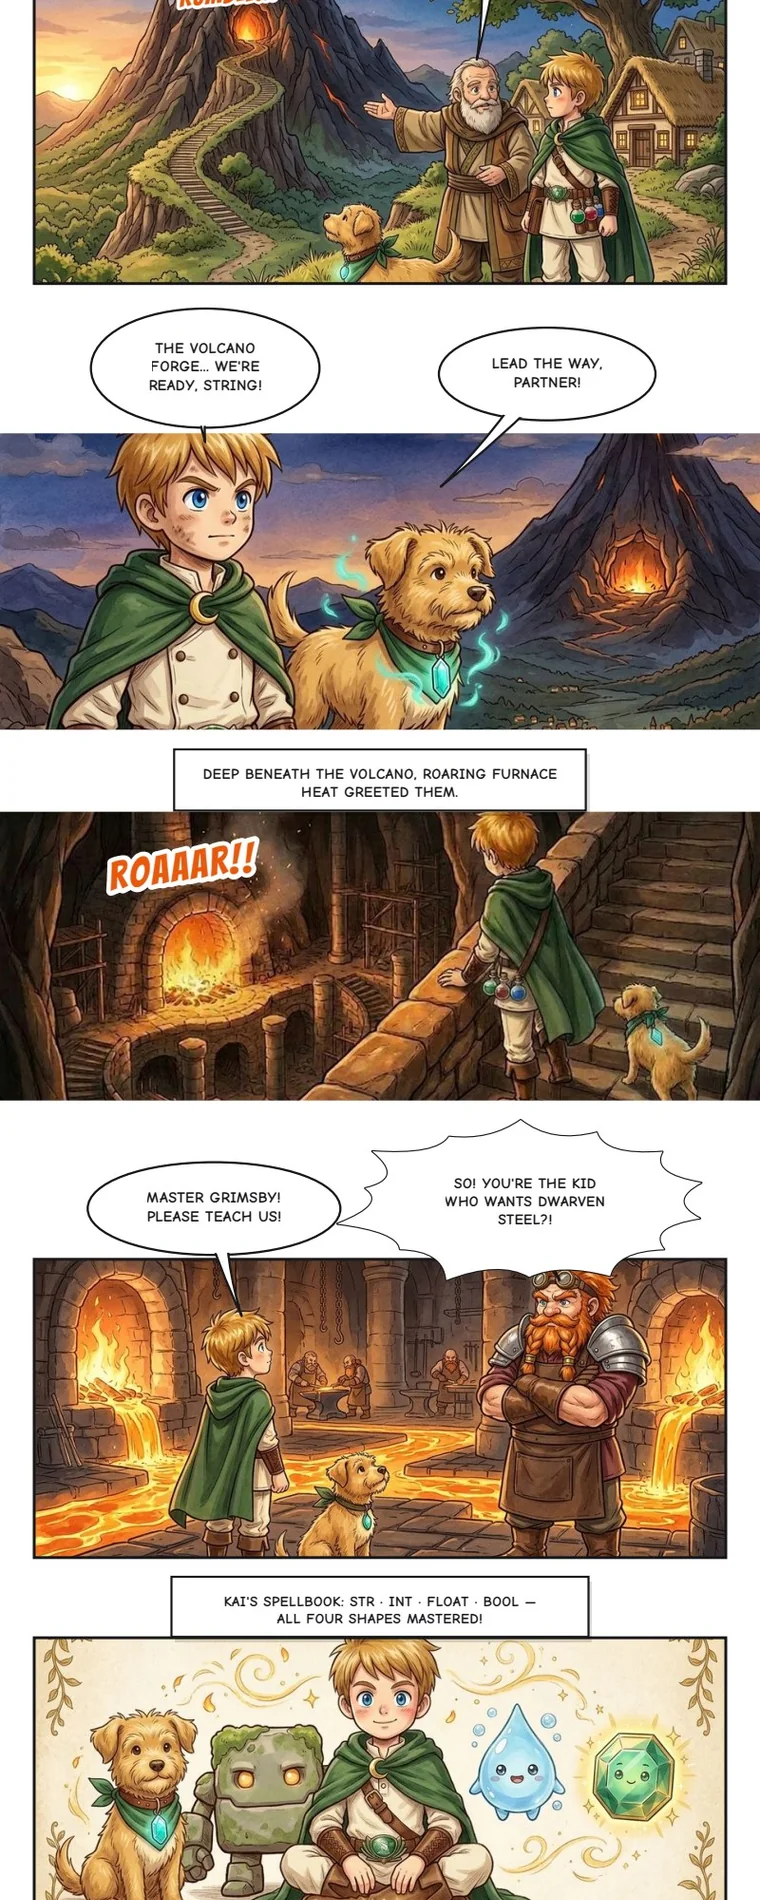 THE VOLCANO
FORGE... WE'RE
READY, STRING!
LEAD THE WAY,
PARTNER!
DEEP BENEATH THE VOLCANO, ROARING FURNACE
HEAT GREETED THEM.
ROAAAR!!
MASTER GRIMSBY!
PLEASE TEACH US!
SO! YOU'RE THE KID
WHO WANTS DWARVEN
STEEL?!
KAI'S SPELLBOOK: STR · INT · FLOAT · BOOL —
ALL FOUR SHAPES MASTERED!